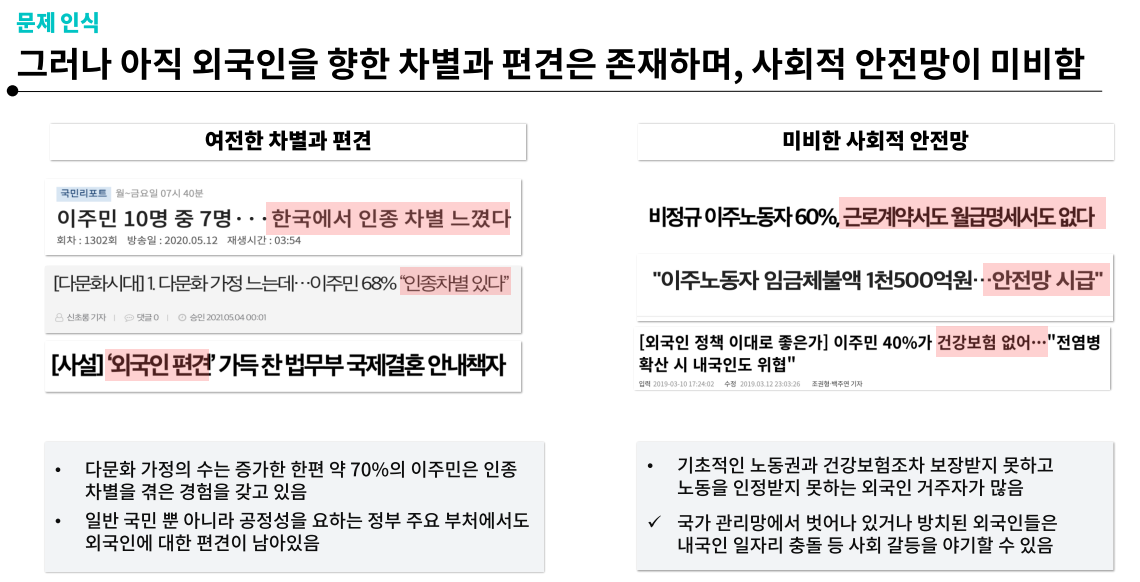 문제 인식
그러나 아직 외국인을 향한 차별과 편견은 존재하며, 사회적 안전망이 미비함
여전한 차별과 편견
국민리포트 월~금요일 07시 40분
이주민 10명 중 7명···한국에서 인종 차별 느꼈다
회차 : 1302회 방송일 : 2020.05.12 재생시간 : 03:54
[다문화시대] 1. 다문화 가정 느는데…이주민 68% “인종차별 있다”
신초롱 기자 댓글 0 승인 2021.05.04 00:01
[사설] ‘외국인 편견’ 가득 찬 법무부 국제결혼 안내책자
• 다문화 가정의 수는 증가한 한편 약 70%의 이주민은 인종
차별을 겪은 경험을 갖고 있음
• 일반 국민 뿐 아니라 공정성을 요하는 정부 주요 부처에서도
외국인에 대한 편견이 남아있음
미비한 사회적 안전망
비정규 이주노동자 60%, 근로계약서도 월급명세서도 없다
"이주노동자 임금체불액 1천500억원…안전망 시급"
[외국인 정책 이대로 좋은가] 이주민 40%가 건강보험 없어…"전염병
확산 시 내국인도 위협"
입력 2019-03-10 17:24:02 수정 2019.03.12 23:03:26 조권형·백주연 기자
• 기초적인 노동권과 건강보험조차 보장받지 못하고
노동을 인정받지 못하는 외국인 거주자가 많음
✓ 국가 관리망에서 벗어나 있거나 방치된 외국인들은
내국인 일자리 충돌 등 사회 갈등을 야기할 수 있음